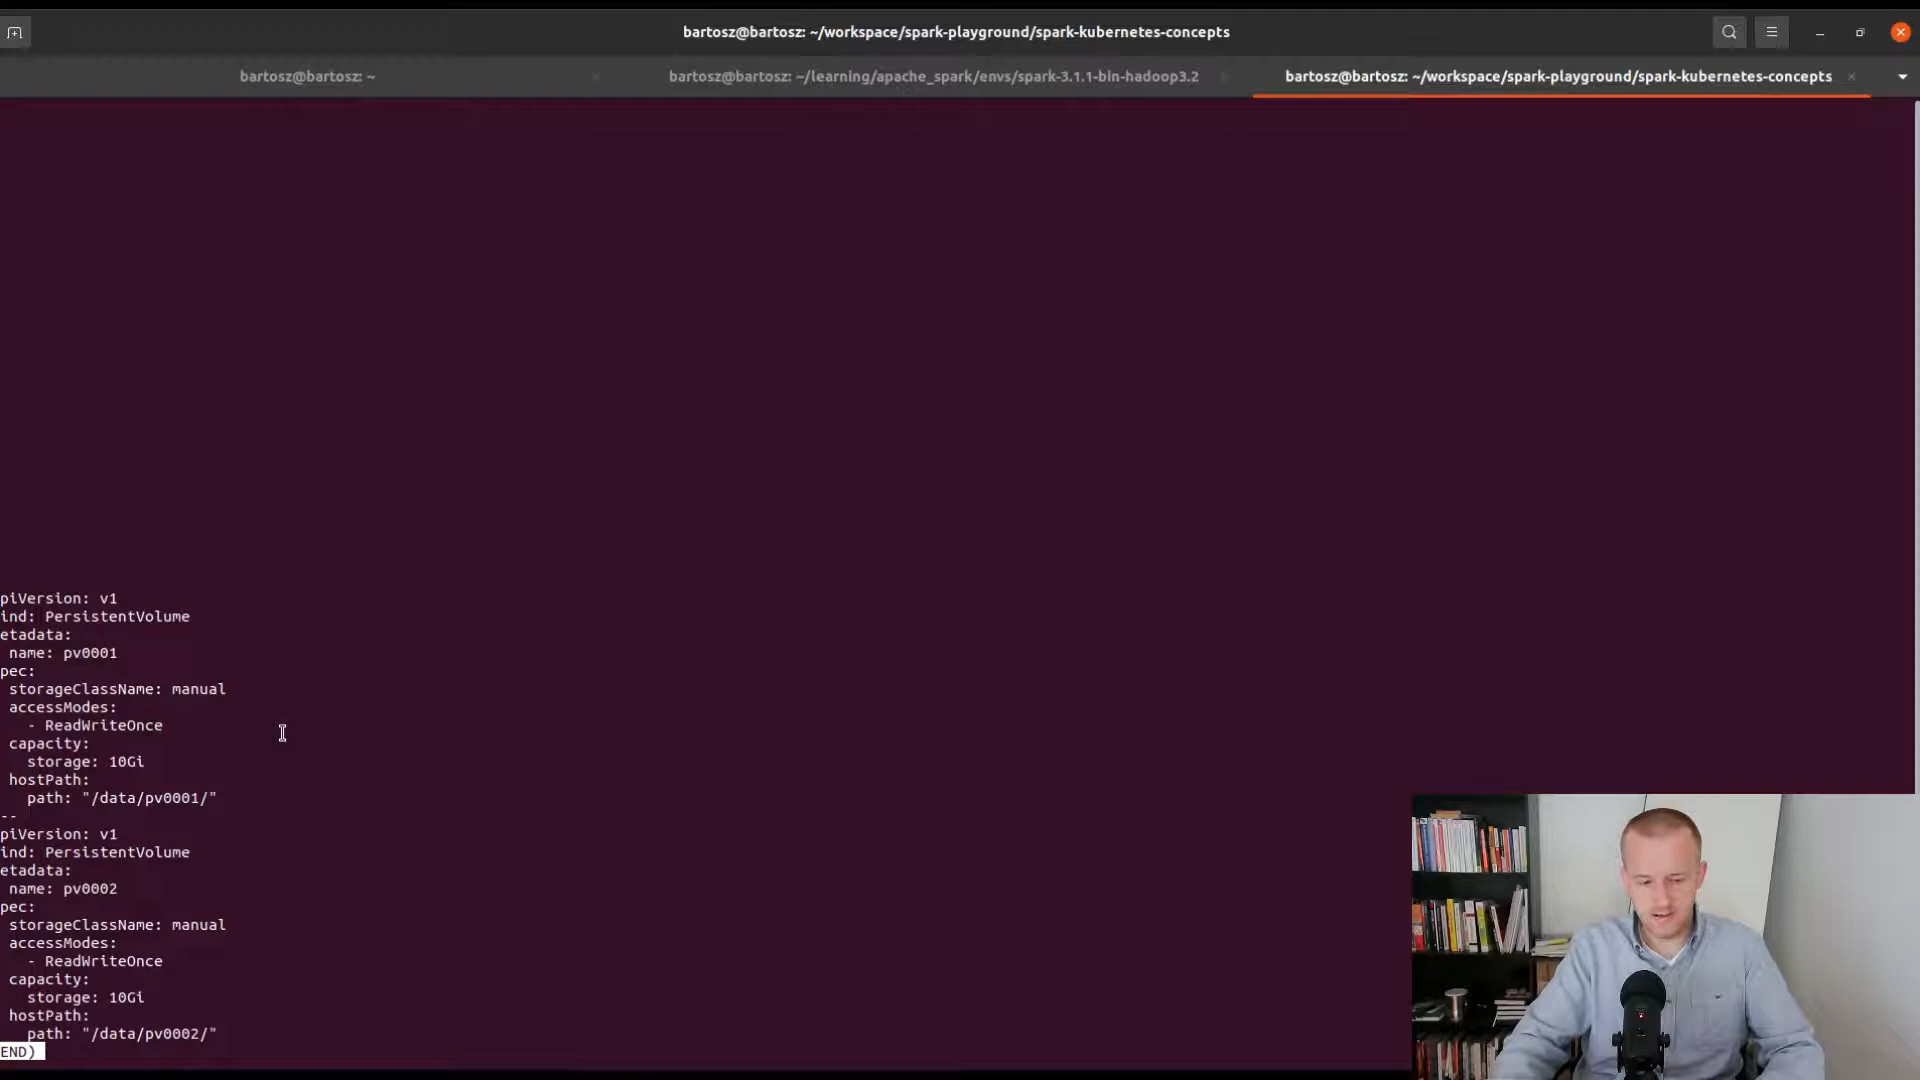 bartosz@bartosz: ~/workspace/spark-playground/spark-kubernetes-concepts
bartosz@bartosz: ~
bartosz@bartosz: ~/learning/apache_spark/envs/spark-3.1.1-bin-hadoop3.2
bartosz@bartosz: ~/workspace/spark-playground/spark-kubernetes-concepts
piVersion: v1
ind: PersistentVolume
etadata:
name: pv0001
pec:
storageClassName: manual
accessModes:
- ReadWriteOnce
capacity:
storage: 10Gi
hostPath:
path: "/data/pv0001/"
--
piVersion: v1
ind: PersistentVolume
etadata:
name: pv0002
pec:
storageClassName: manual
accessModes:
- ReadWriteOnce
capacity:
storage: 10Gi
hostPath:
path: "/data/pv0002/"
END)